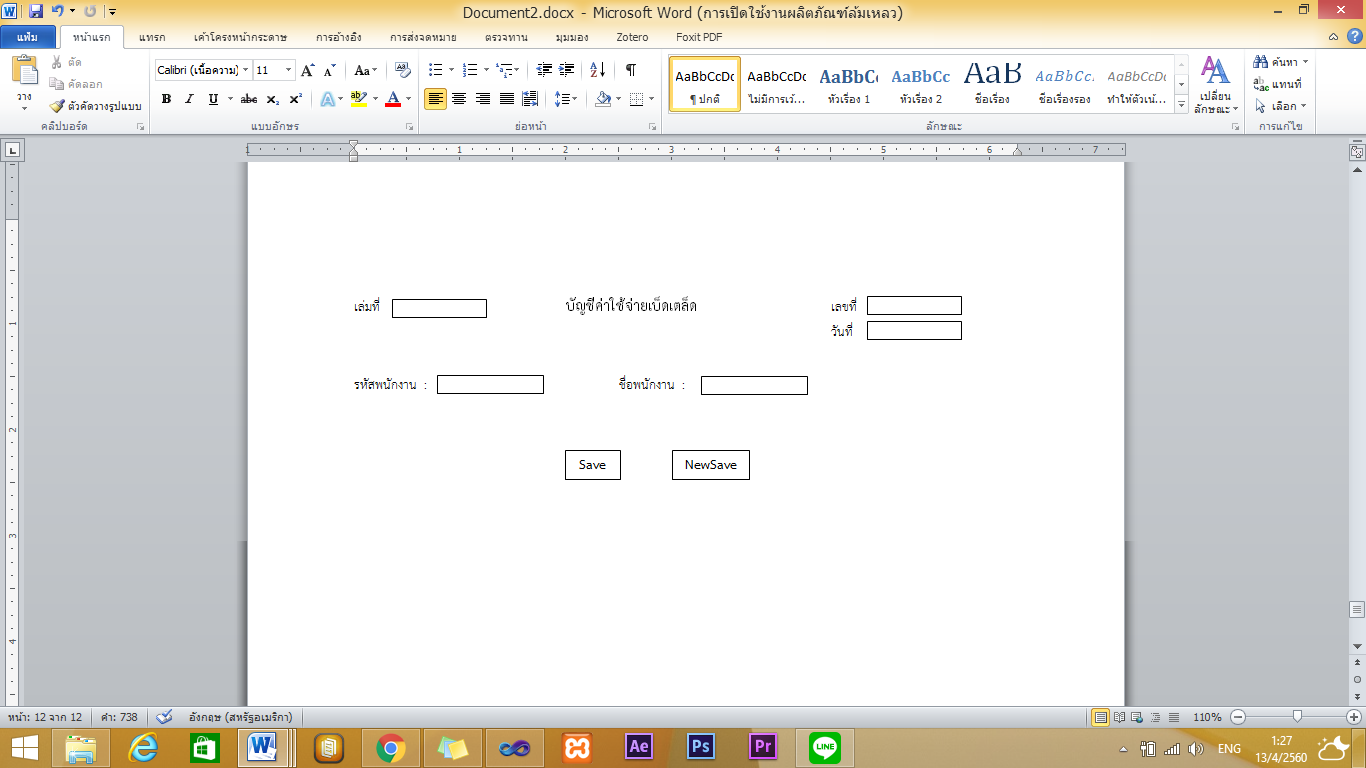 Document2.docx - Microsoft Word (การเปิดใช้งานผลิตภัณฑ์ล้มเหลว)
แฟ้ม หน้าแรก แทรก เค้าโครงหน้ากระดาษ การอ้างอิง การส่งจดหมาย ตรวจทาน มุมมอง Zotero Foxit PDF
วาง
ตัด
คัดลอก
ตัวคัดวางรูปแบบ
คลิปบอร์ด
Calibri (เนื้อความ) 11
แบบอักษร
ย่อหน้า
AaBbCcDc AaBbCcDc AaBbC AaBbCc AaB AaBbCc. AaBbCcDc
¶ ปกติ ไม่มีการเว้... หัวเรื่อง 1 หัวเรื่อง 2 ชื่อเรื่อง ชื่อเรื่องรอง ทำให้ตัวเน้...
เปลี่ยน
ลักษณะ
ลักษณะ
ค้นหา
แทนที่
เลือก
การแก้ไข
1 1 2 3 4 5 6 7
เล่มที่ บัญชีค่าใช้จ่ายเบ็ดเตล็ด เลขที่
วันที่
รหัสพนักงาน : ชื่อพนักงาน :
Save NewSave
1
2
3
4
หน้า: 12 จาก 12 คำ: 738 อังกฤษ (สหรัฐอเมริกา) 110%
Ae Ps Pr LINE ENG 1:27
13/4/2560